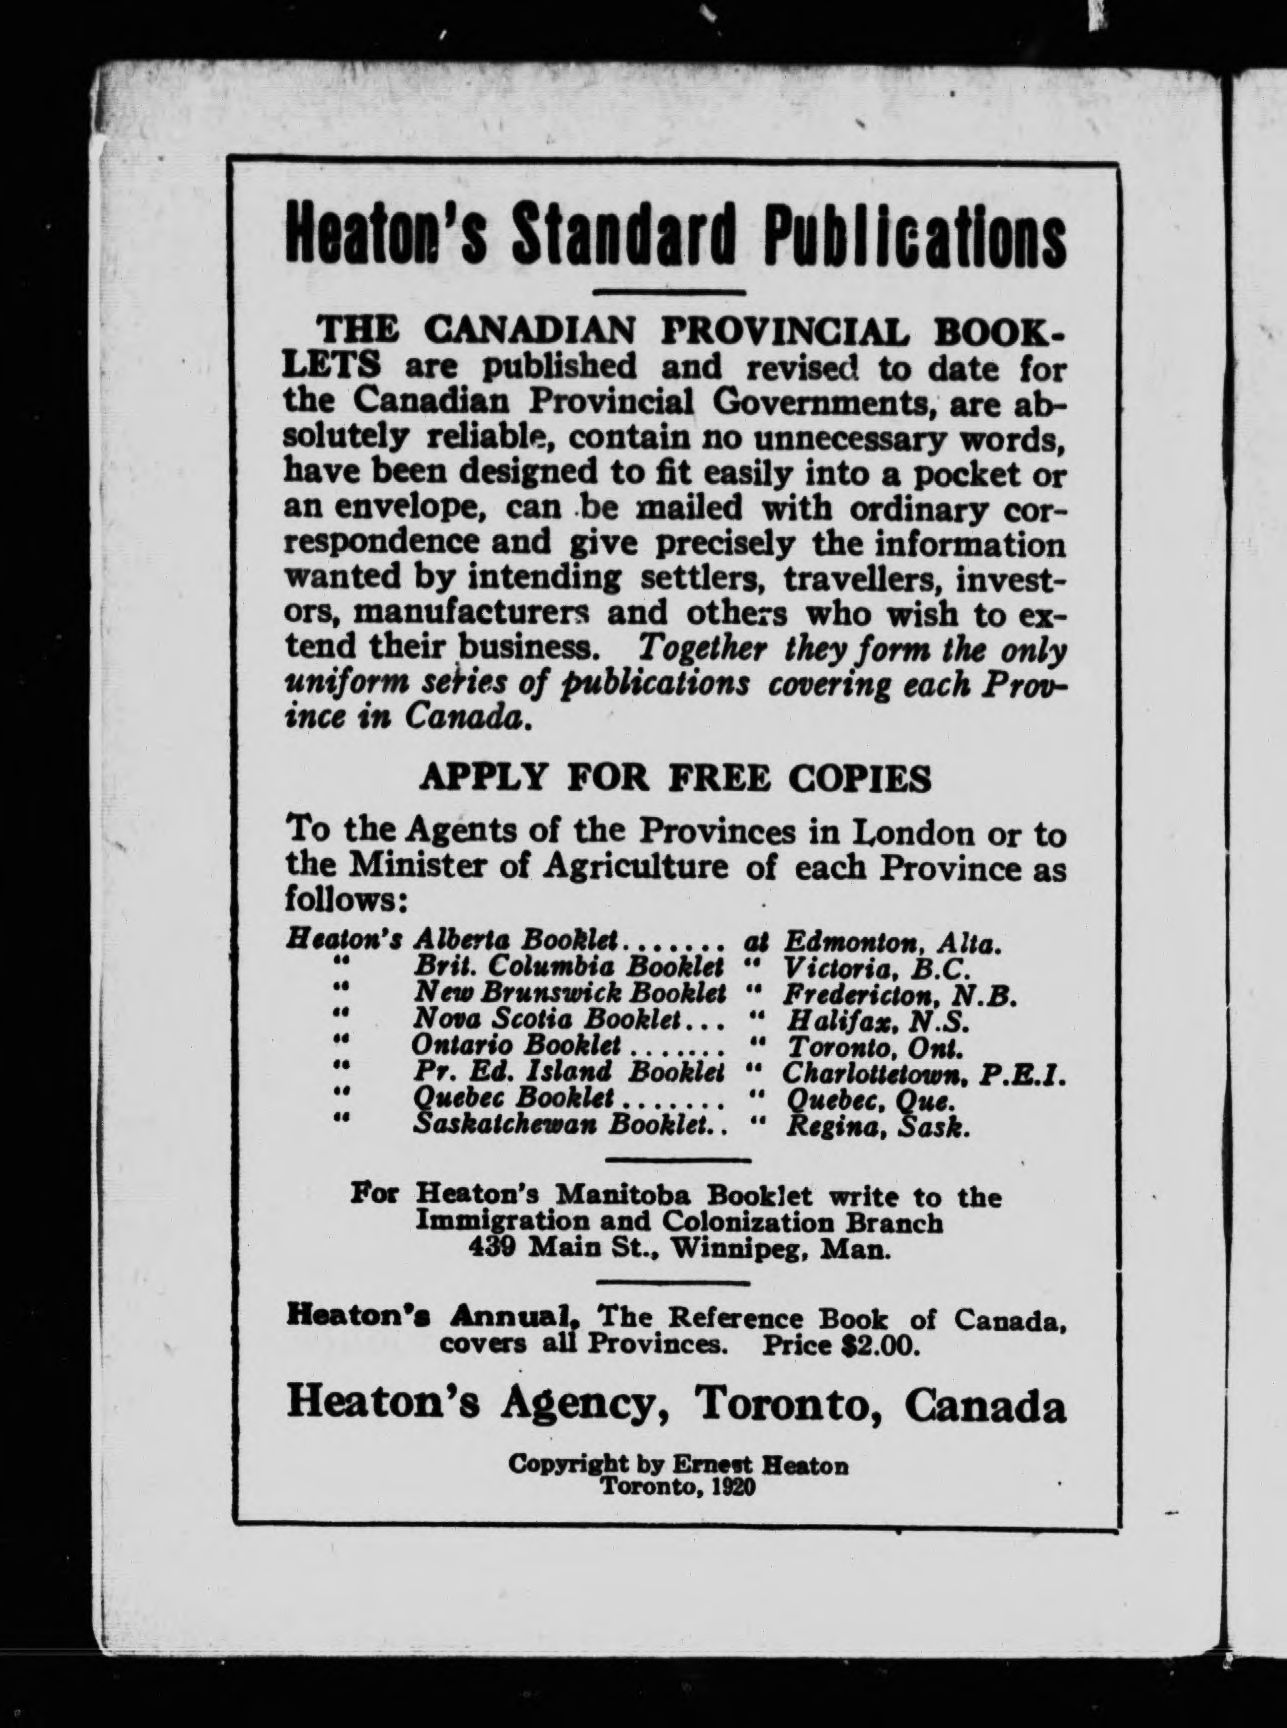 Heaton's Standard Publications
THE CANADIAN PROVINCIAL BOOK-
LETS are published and revised to date for
the Canadian Provincial Governments, are ab-
solutely reliable, contain no unnecessary words,
have been designed to fit easily into a pocket or
an envelope, can be mailed with ordinary cor-
respondence and give precisely the information
wanted by intending settlers, travellers, invest-
ors, manufacturers and others who wish to ex-
tend their business. Together they form the only
uniform series of publications covering each Prov-
ince in Canada.
APPLY FOR FREE COPIES
To the Agents of the Provinces in London or to
the Minister of Agriculture of each Province as
follows:
Heaton's Alberta Booklet....... at Edmonton, Alta.
" Brit. Columbia Booklet " Victoria, B.C.
" New Brunswick Booklet " Fredericton, N.B.
" Nova Scotia Booklet... " Halifax, N.S.
" Ontario Booklet....... " Toronto, Ont.
" Pr. Ed. Island Booklet " Charlottetown, P.E.I.
" Quebec Booklet....... " Quebec, Que.
" Saskatchewan Booklet.. " Regina, Sask.
For Heaton's Manitoba Booklet write to the
Immigration and Colonization Branch
439 Main St., Winnipeg, Man.
Heaton's Annual, The Reference Book of Canada,
covers all Provinces. Price $2.00.
Heaton's Agency, Toronto, Canada
Copyright by Ernest Heaton
Toronto, 1920